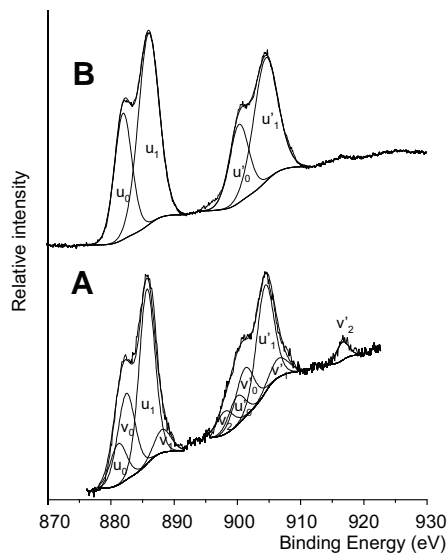 B
u₁
u'₁
u₀
u'₀
Relative intensity
A
v'₂
u'₁
u₁
v'₀
v'₁
v₀
v₂
u'₀
u₀
v₁
870 880 890 900 910 920 930
Binding Energy (eV)